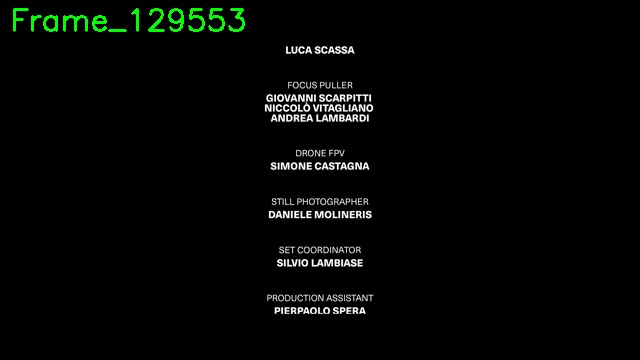 Frame_129553
LUCA SCASSA
FOCUS PULLER
GIOVANNI SCARPITTI
NICCOLÒ VITAGLIANO
ANDREA LAMBARDI
DRONE FPV
SIMONE CASTAGNA
STILL PHOTOGRAPHER
DANIELE MOLINERIS
SET COORDINATOR
SILVIO LAMBIASE
PRODUCTION ASSISTANT
PIERPAOLO SPERA